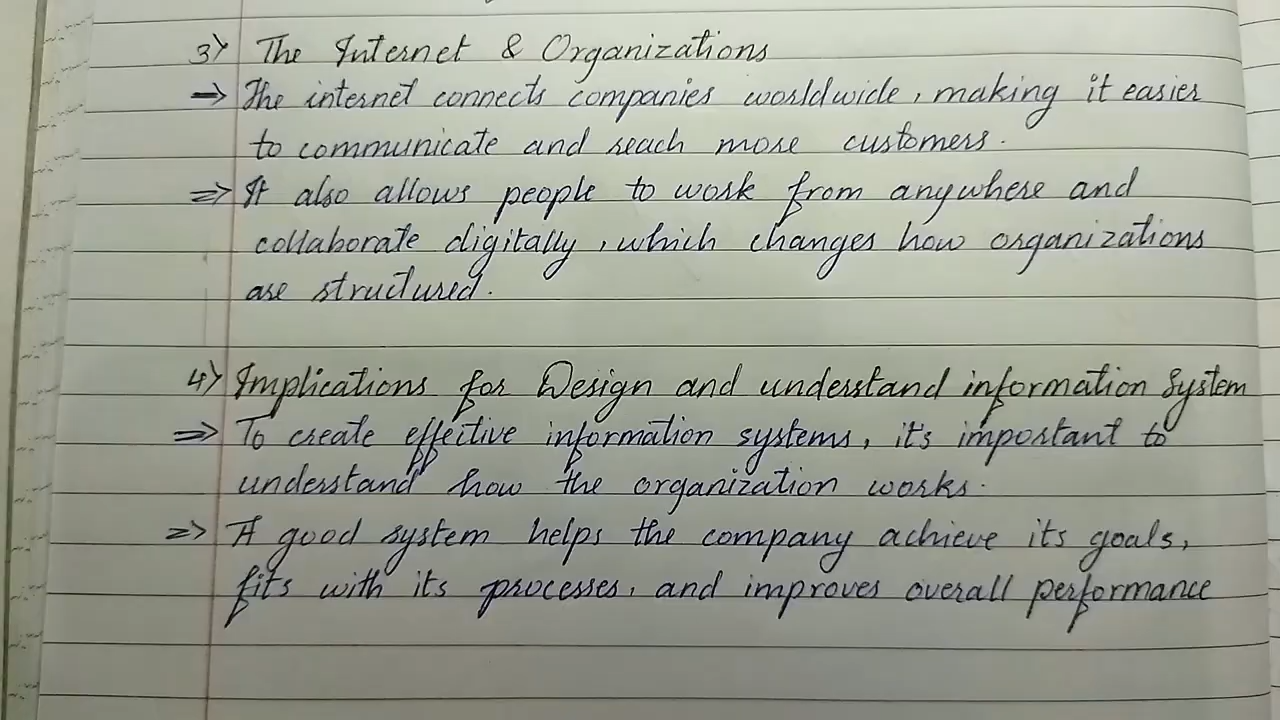 3) The Internet & Organizations
→ The internet connects companies worldwide, making it easier
to communicate and reach more customers.
⇒ It also allows people to work from anywhere and
collaborate digitally, which changes how organizations
are structured.
4) Implications for Design and understand information System
⇒ To create effective information systems, it's important to
understand how the organization works.
⇒ A good system helps the company achieve its goals,
fits with its processes, and improves overall performance